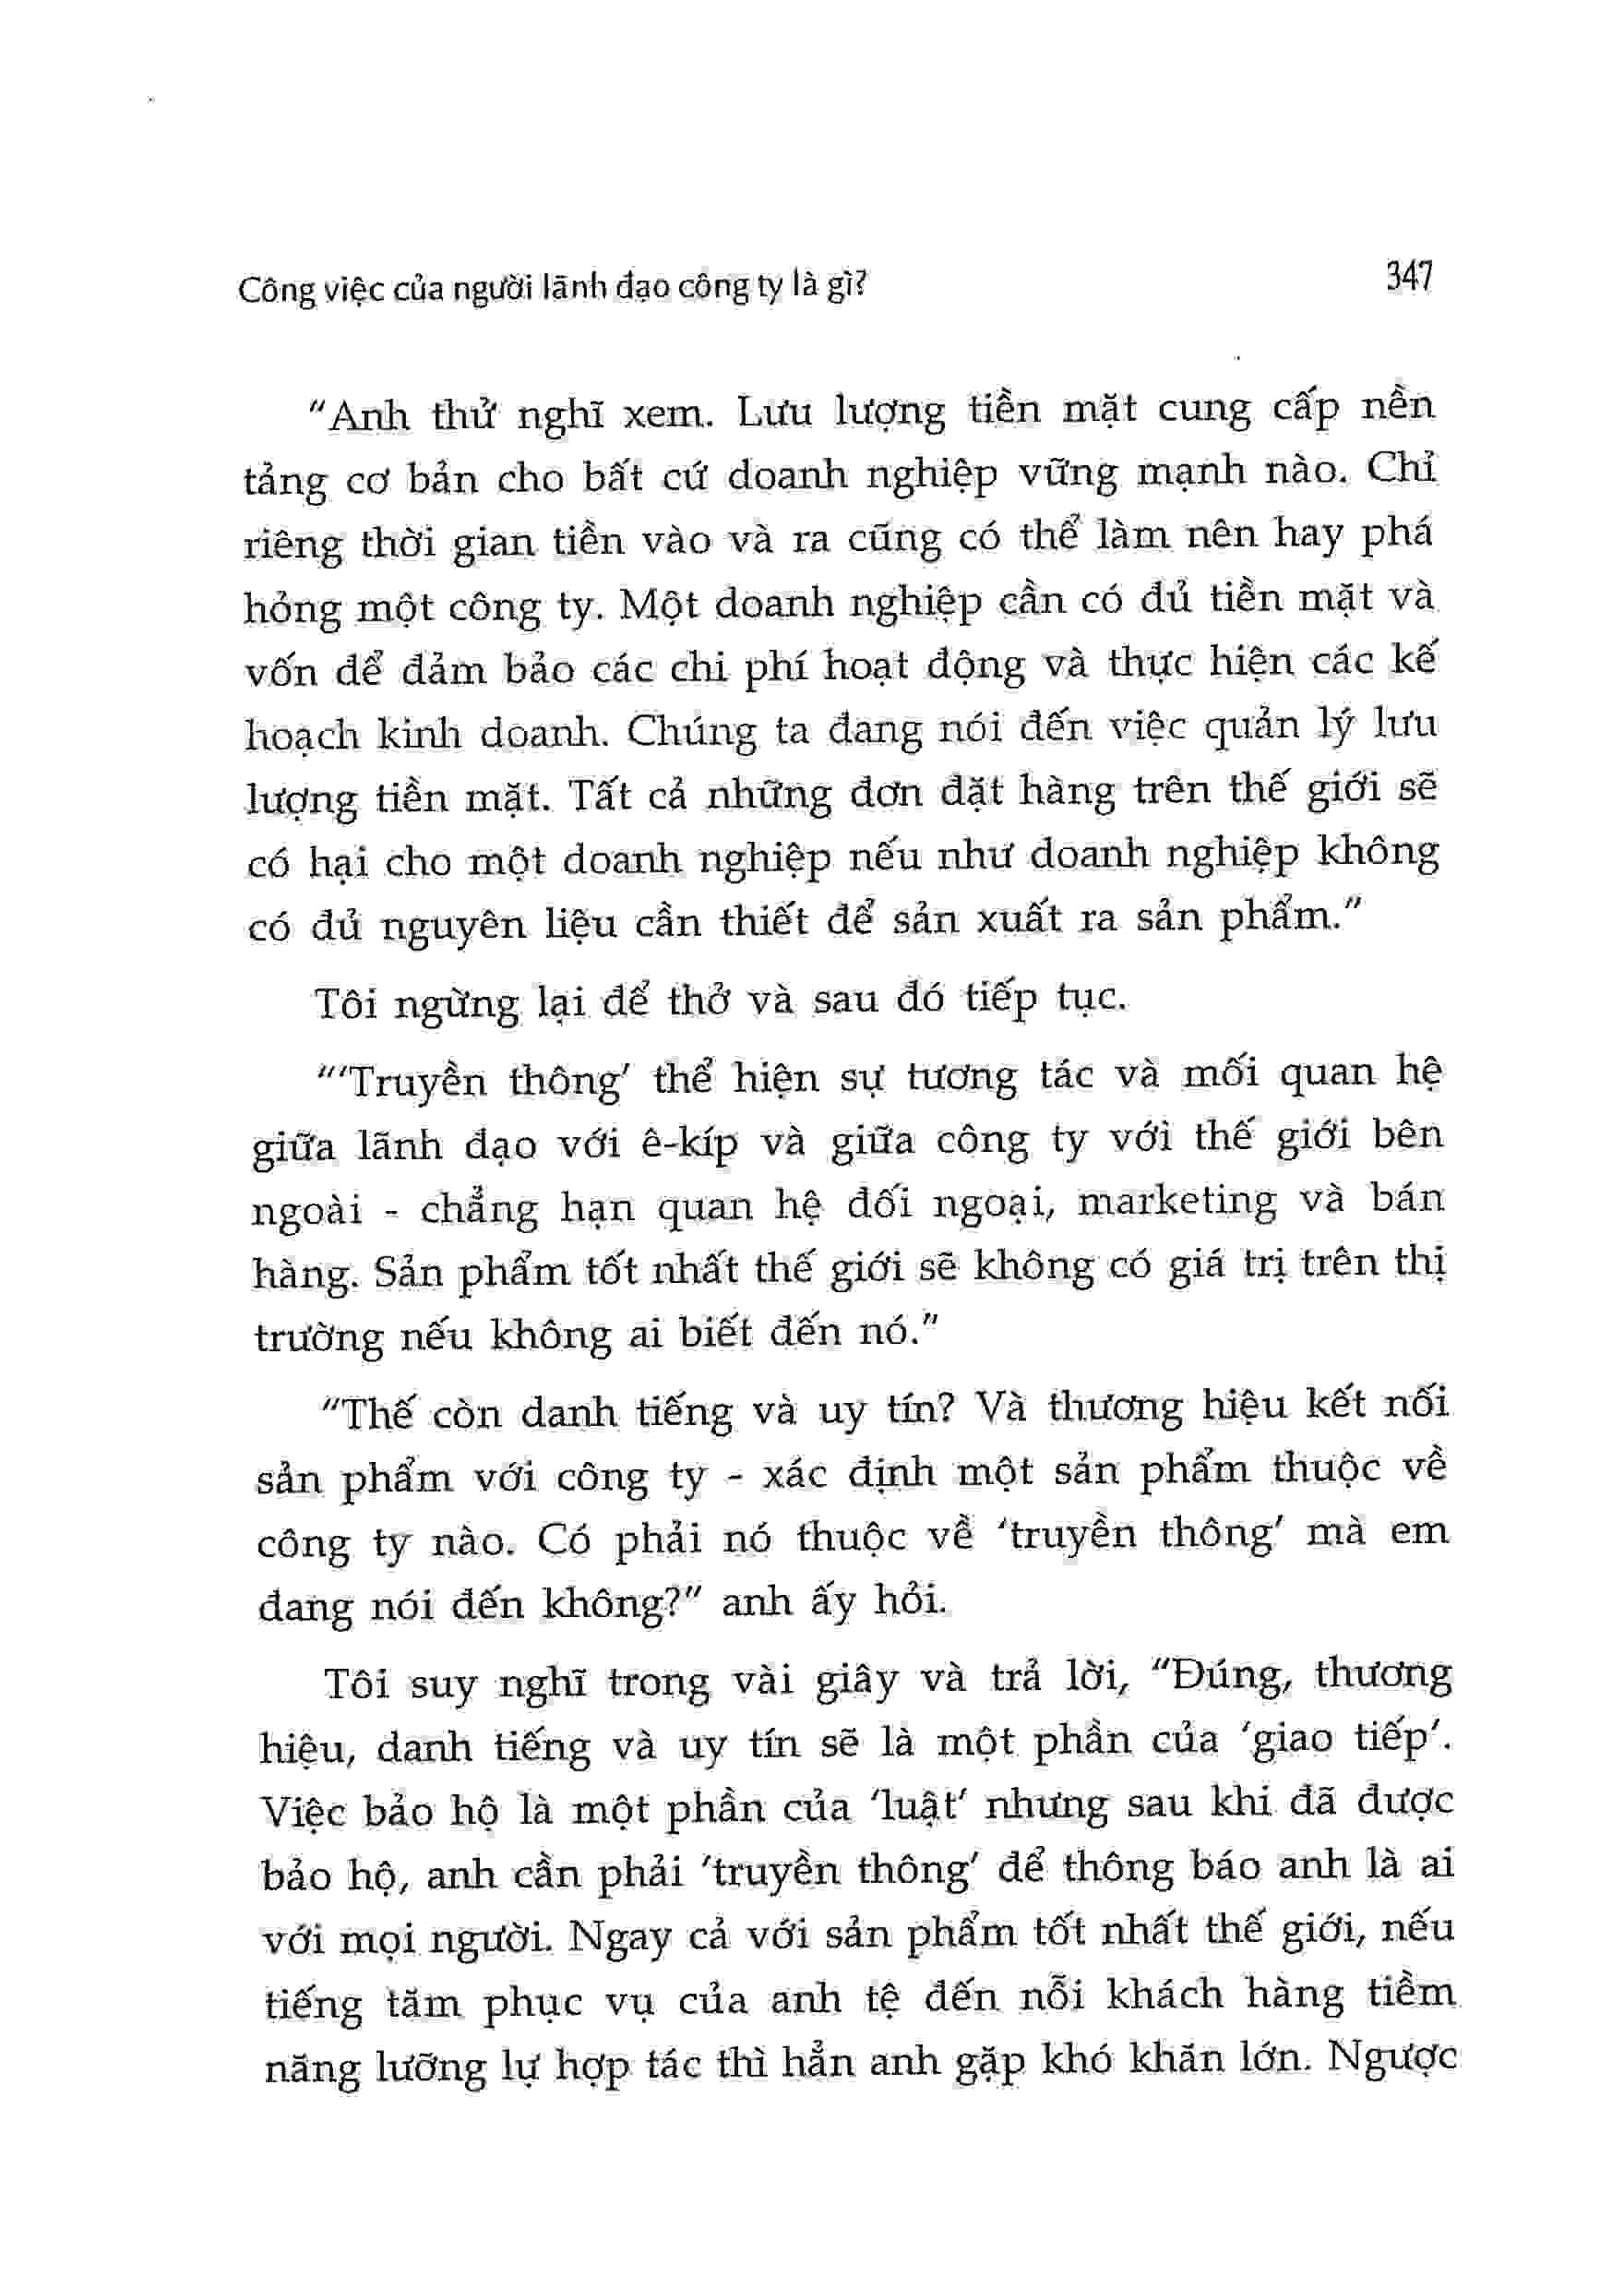 Công việc của người lãnh đạo công ty là gì?
347
"Anh thử nghĩ xem. Lưu lượng tiền mặt cung cấp nền
tảng cơ bản cho bất cứ doanh nghiệp vững mạnh nào. Chỉ
riêng thời gian tiền vào và ra cũng có thể làm nên hay phá
hỏng một công ty. Một doanh nghiệp cần có đủ tiền mặt và
vốn để đảm bảo các chi phí hoạt động và thực hiện các kế
hoạch kinh doanh. Chúng ta đang nói đến việc quản lý lưu
lượng tiền mặt. Tất cả những đơn đặt hàng trên thế giới sẽ
có hại cho một doanh nghiệp nếu như doanh nghiệp không
có đủ nguyên liệu cần thiết để sản xuất ra sản phẩm."
Tôi ngừng lại để thở và sau đó tiếp tục.
"'Truyền thông' thể hiện sự tương tác và mối quan hệ
giữa lãnh đạo với ê-kíp và giữa công ty với thế giới bên
ngoài - chẳng hạn quan hệ đối ngoại, marketing và bán
hàng. Sản phẩm tốt nhất thế giới sẽ không có giá trị trên thị
trường nếu không ai biết đến nó."
"Thế còn danh tiếng và uy tín? Và thương hiệu kết nối
sản phẩm với công ty - xác định một sản phẩm thuộc về
công ty nào. Có phải nó thuộc về 'truyền thông' mà em
đang nói đến không?" anh ấy hỏi.
Tôi suy nghĩ trong vài giây và trả lời, "Đúng, thương
hiệu, danh tiếng và uy tín sẽ là một phần của 'giao tiếp'.
Việc bảo hộ là một phần của 'luật' nhưng sau khi đã được
bảo hộ, anh cần phải 'truyền thông' để thông báo anh là ai
với mọi người. Ngay cả với sản phẩm tốt nhất thế giới, nếu
tiếng tăm phục vụ của anh tệ đến nỗi khách hàng tiềm
năng lưỡng lự hợp tác thì hẳn anh gặp khó khăn lớn. Ngược